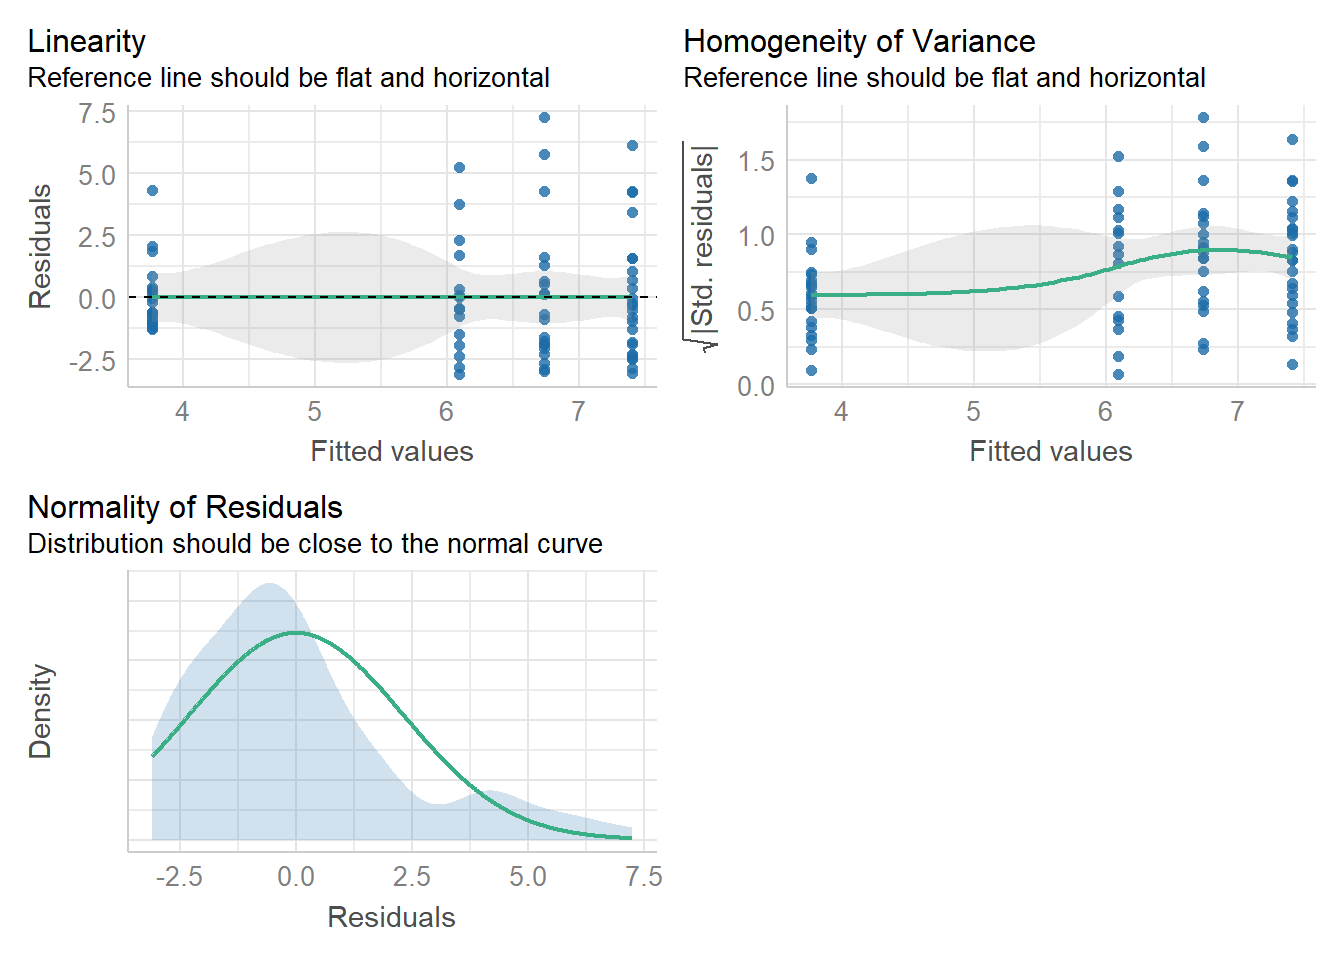 Linearity
Reference line should be flat and horizontal
7.5
5.0
2.5
0.0
-2.5
Residuals
4 5 6 7
Fitted values
Homogeneity of Variance
Reference line should be flat and horizontal
1.5
1.0
0.5
0.0
√|Std. residuals|
4 5 6 7
Fitted values
Normality of Residuals
Distribution should be close to the normal curve
Density
-2.5 0.0 2.5 5.0 7.5
Residuals